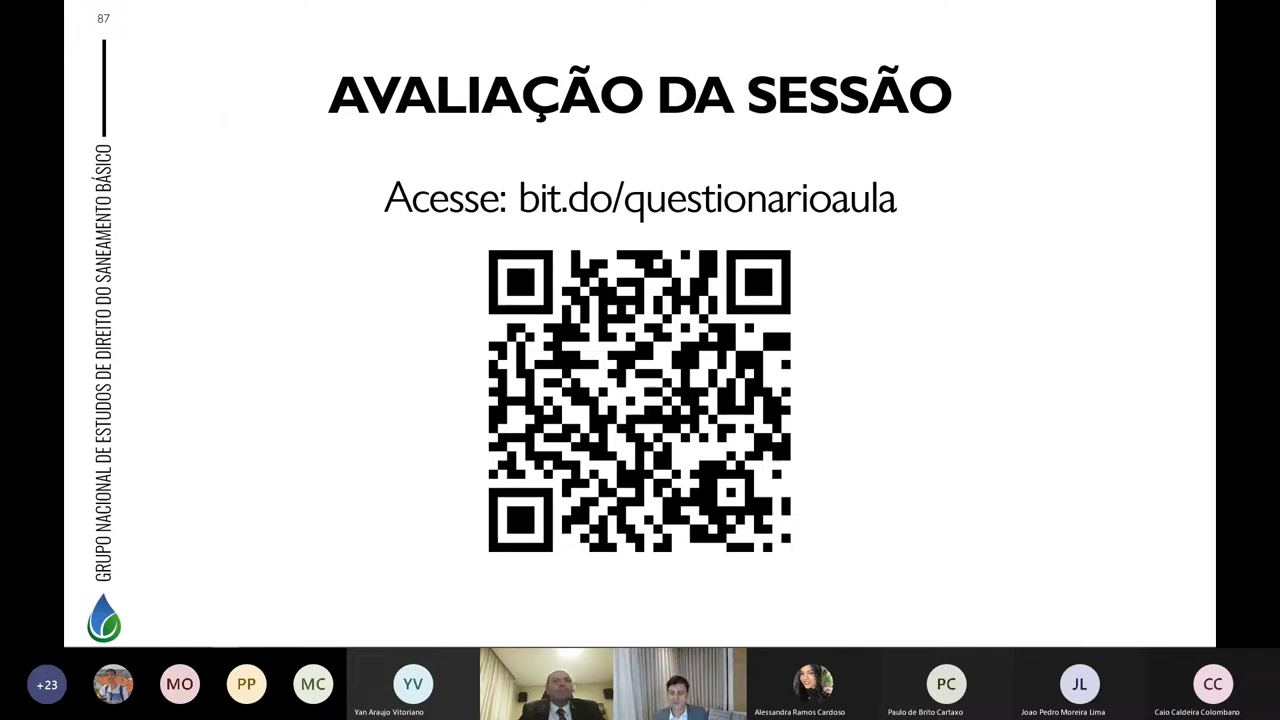 87
AVALIAÇÃO DA SESSÃO
Acesse: bit.do/questionarioaula
GRUPO NACIONAL DE ESTUDOS DE DIREITO DO SANEAMENTO BÁSICO
+23
MO
PP
MC
YV
Yan Araujo Vitoriano
Alessandra Ramos Cardoso
PC
Paulo de Brito Cartaxo
JL
Joao Pedro Moreira Lima
CC
Caio Caldeira Colombano